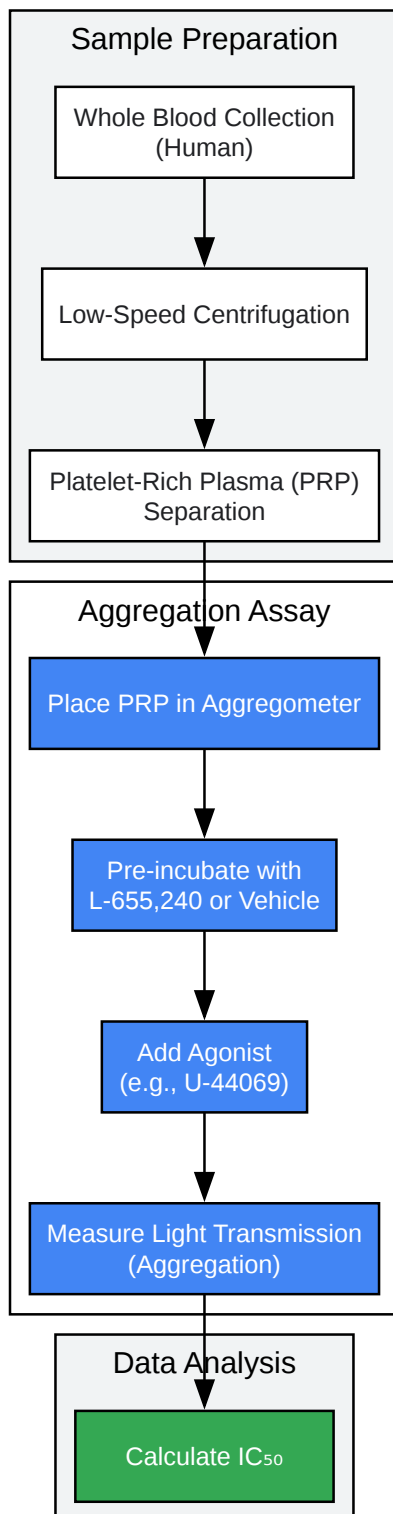 Sample Preparation
Whole Blood Collection
(Human)
Low-Speed Centrifugation
Platelet-Rich Plasma (PRP)
Separation
Aggregation Assay
Place PRP in Aggregometer
Pre-incubate with
L-655,240 or Vehicle
Add Agonist
(e.g., U-44069)
Measure Light Transmission
(Aggregation)
Data Analysis
Calculate IC₅₀